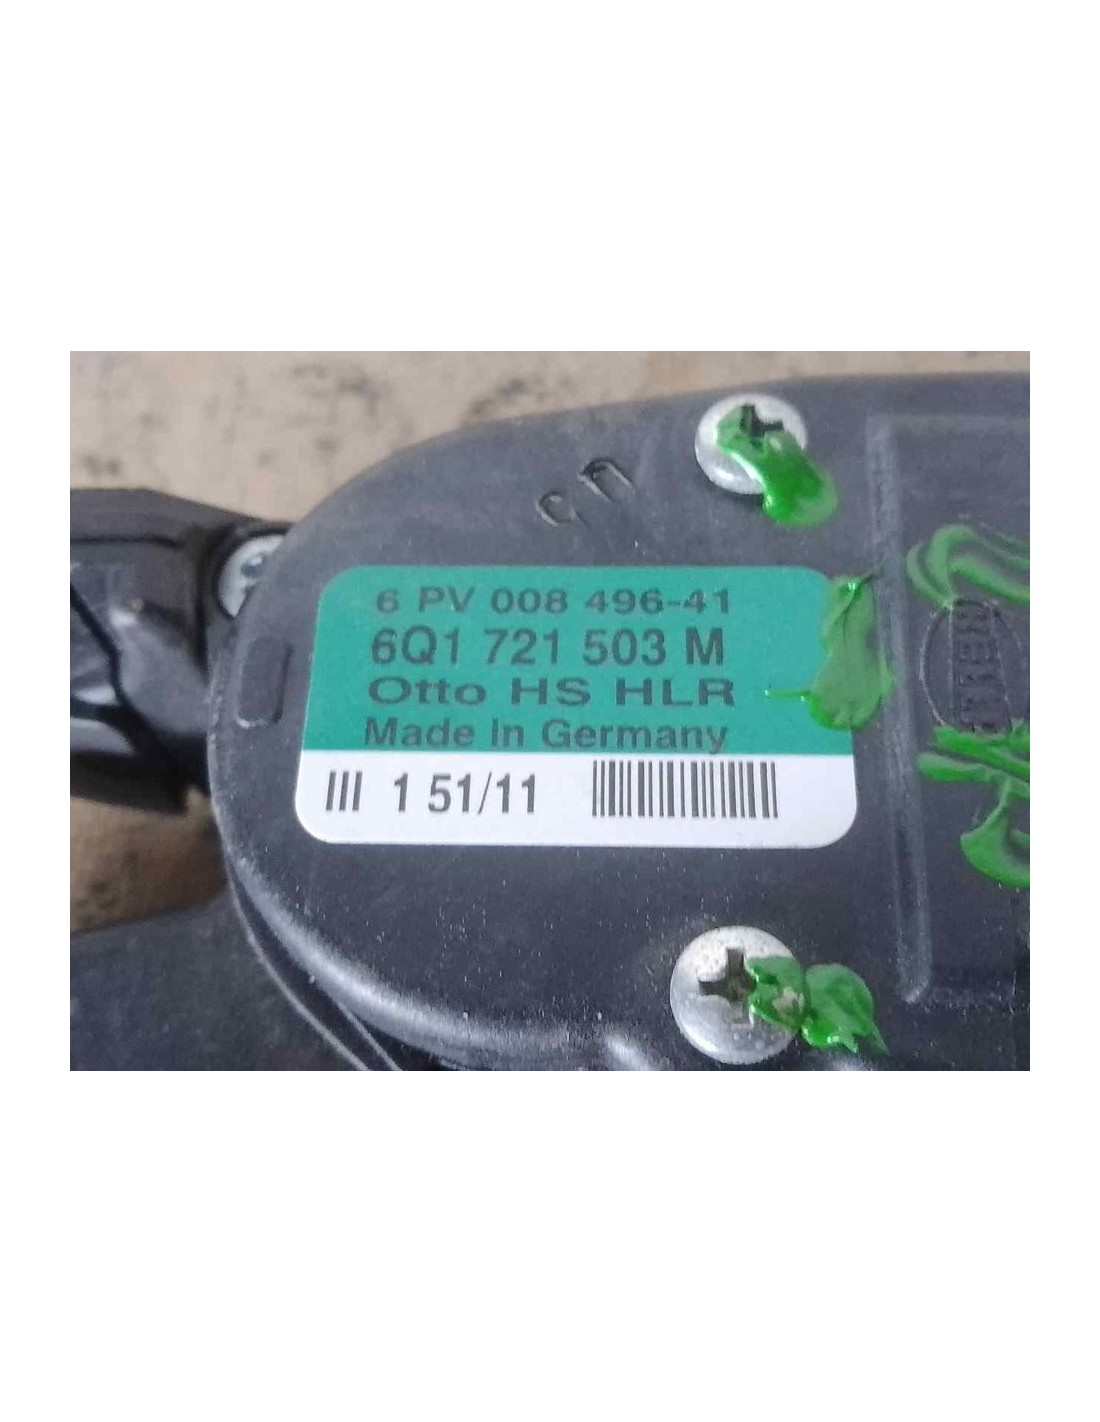 6 PV 008 496-41
6Q1 721 503 M
Otto HS HLR
Made In Germany
III 1 51/11